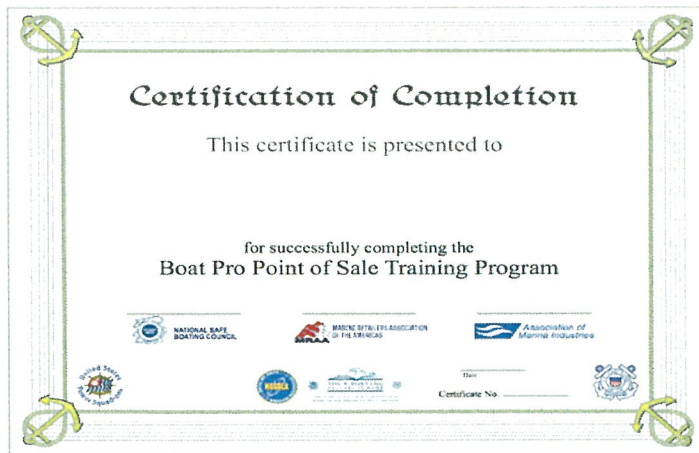 Certification of Completion
This certificate is presented to
for successfully completing the
Boat Pro Point of Sale Training Program
NATIONAL SAFE
BOATING COUNCIL
MRAA
MARINE RETAILERS ASSOCIATION
OF THE AMERICAS
Association of
Marine Industries
United States
Power Squadrons
NASBLA
Date
Certificate No.